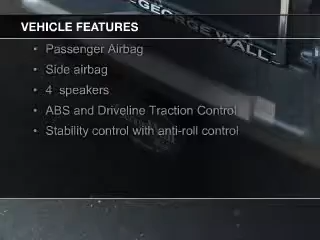 GEORGE WALL
VEHICLE FEATURES
• Passenger Airbag
• Side airbag
• 4 speakers
• ABS and Driveline Traction Control
• Stability control with anti-roll control